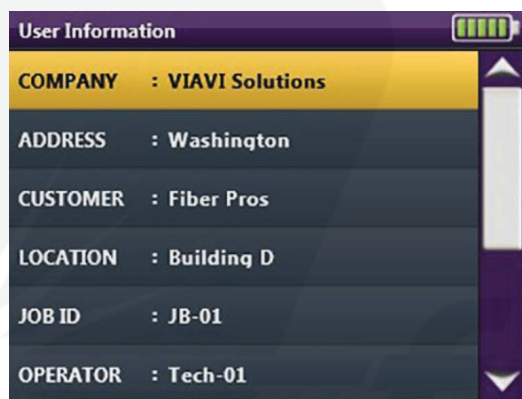 User Information
COMPANY : VIAVI Solutions
ADDRESS : Washington
CUSTOMER : Fiber Pros
LOCATION : Building D
JOB ID : JB-01
OPERATOR : Tech-01